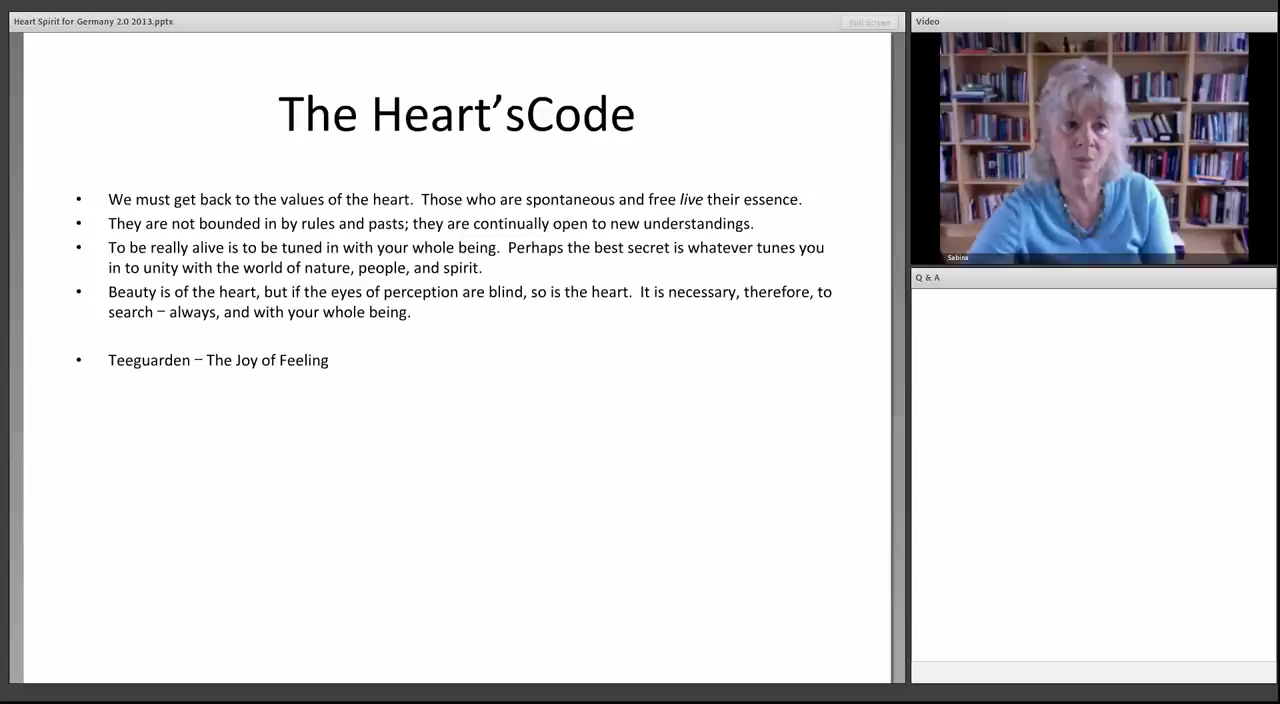 Heart Spirit for Germany 2.0 2013.pptx
Full Screen
Video
The Heart'sCode
• We must get back to the values of the heart.  Those who are spontaneous and free live their essence.
• They are not bounded in by rules and pasts; they are continually open to new understandings.
• To be really alive is to be tuned in with your whole being.  Perhaps the best secret is whatever tunes you
in to unity with the world of nature, people, and spirit.
• Beauty is of the heart, but if the eyes of perception are blind, so is the heart.  It is necessary, therefore, to
search – always, and with your whole being.
• Teeguarden – The Joy of Feeling
Sabina
Q & A